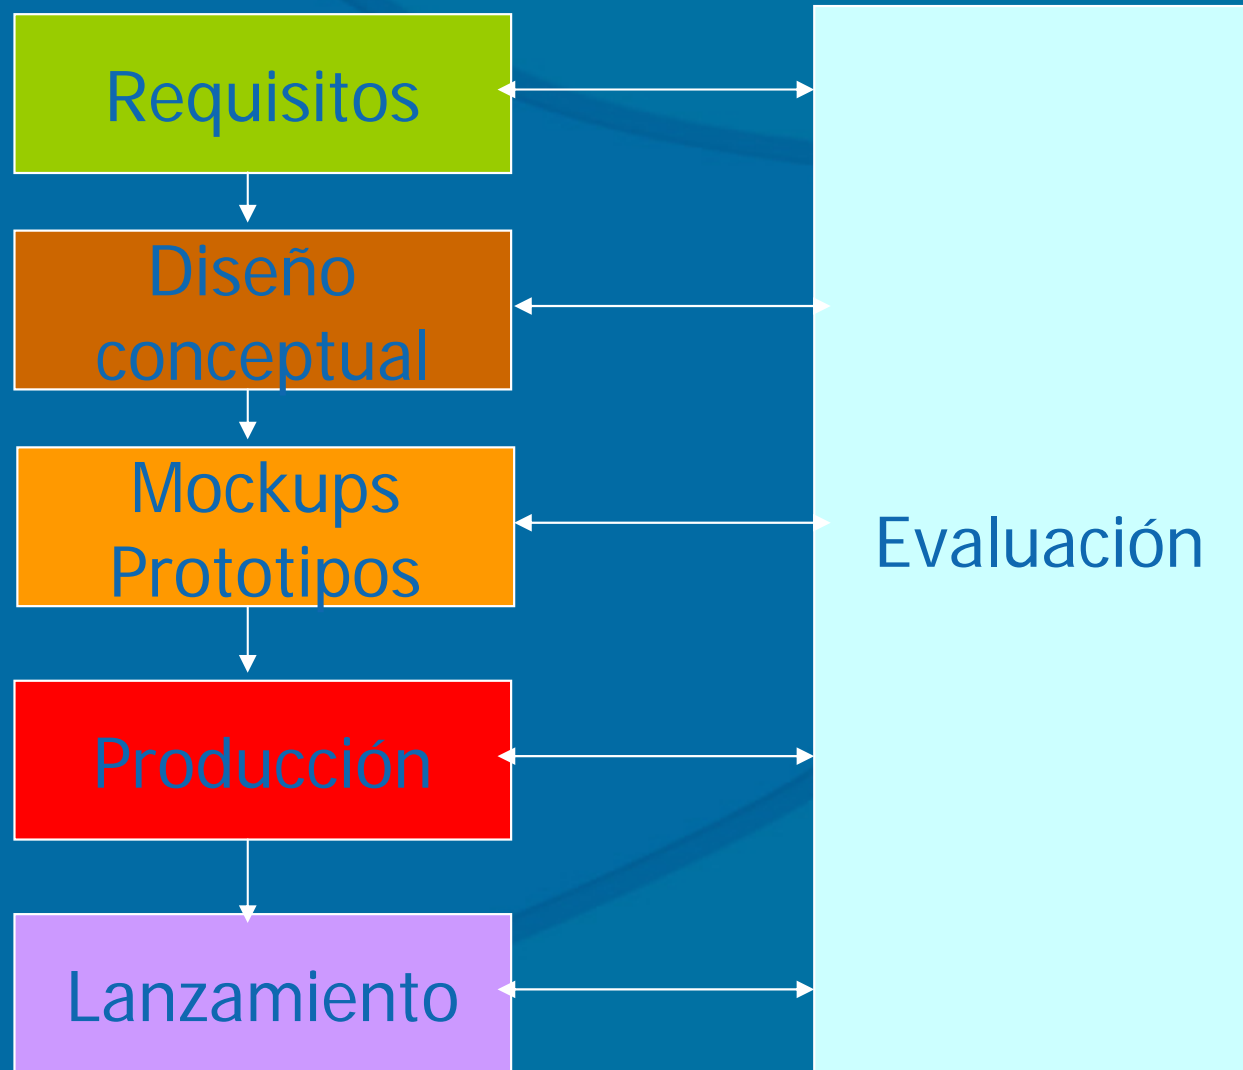 Requisitos
Diseño
conceptual
Mockups
Prototipos
Evaluación
Producción
Lanzamiento